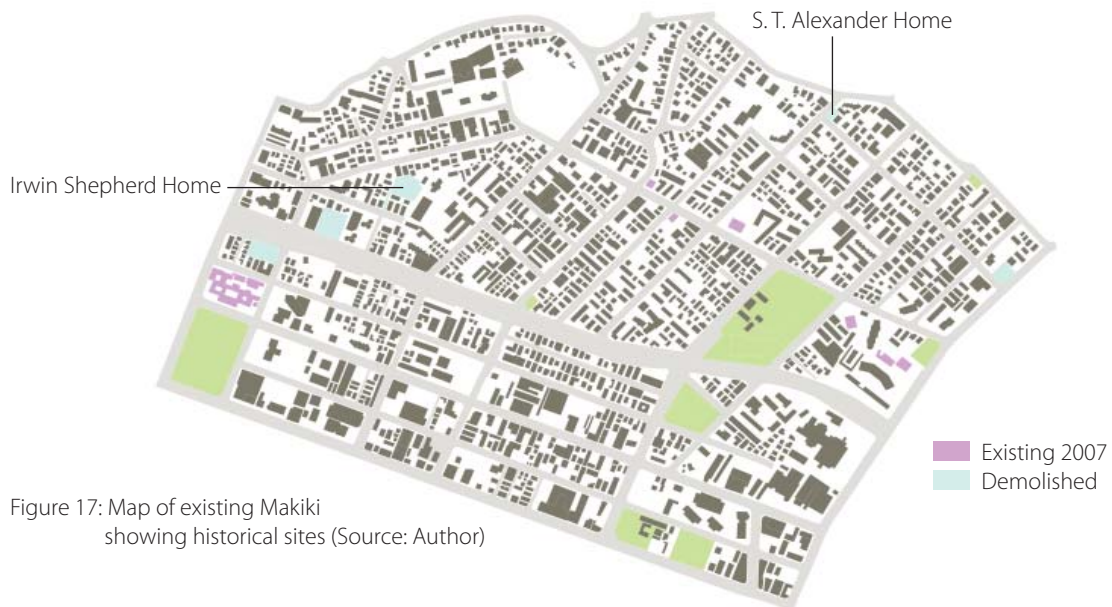 S. T. Alexander Home
Irwin Shepherd Home
Existing 2007
Demolished
Figure 17: Map of existing Makiki
showing historical sites (Source: Author)